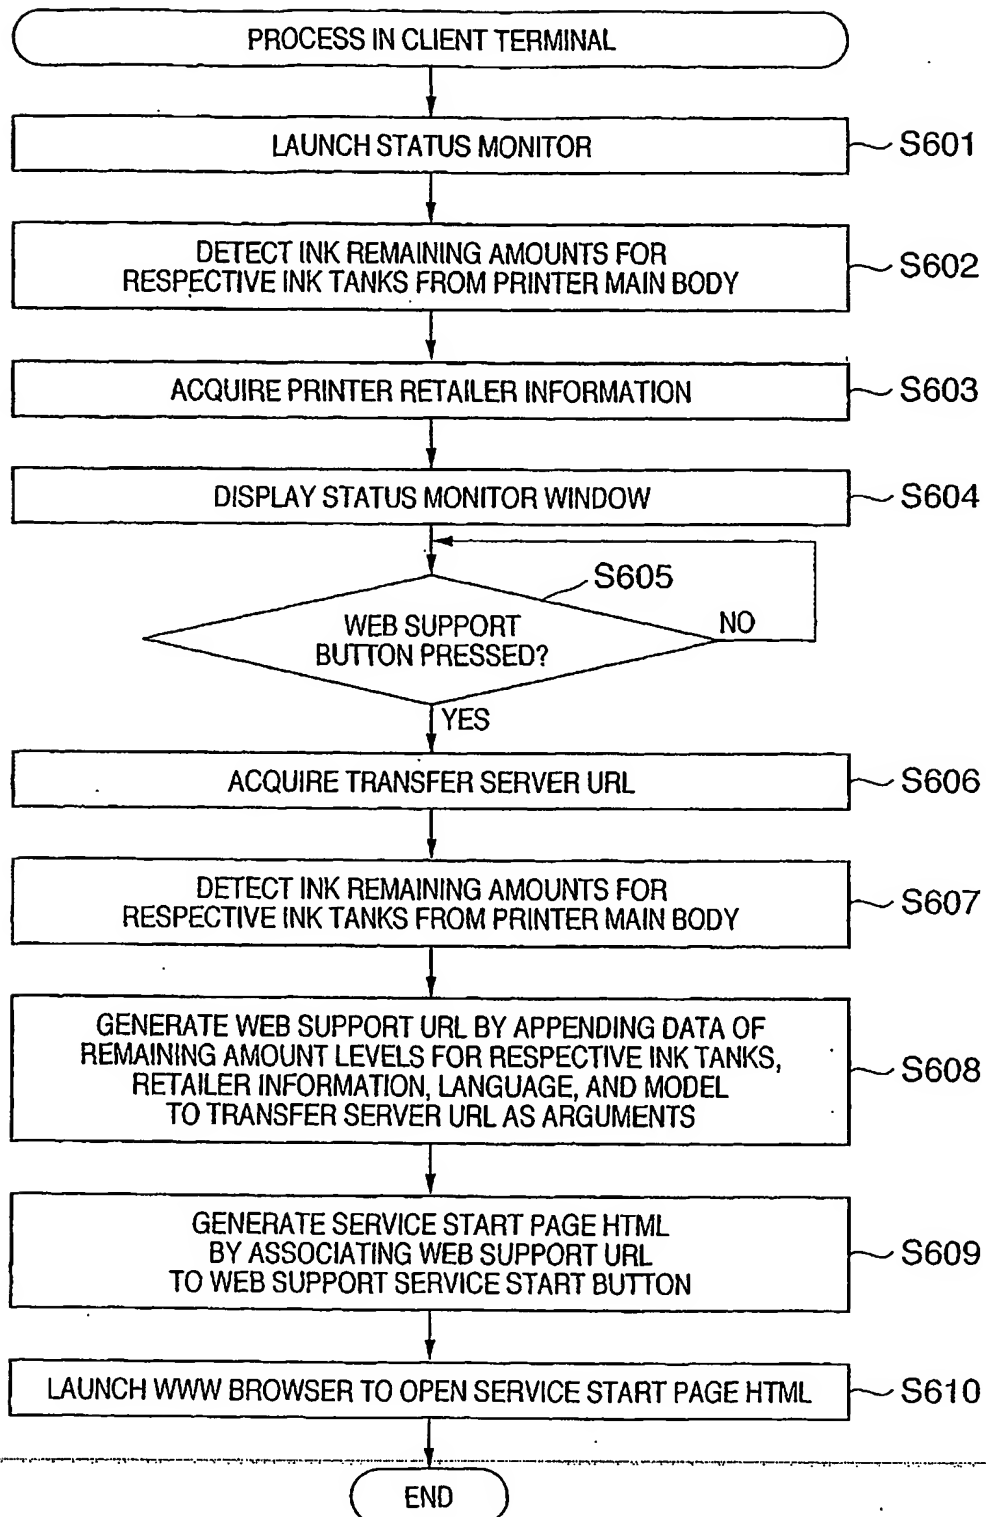 PROCESS IN CLIENT TERMINAL
LAUNCH STATUS MONITOR
S601
DETECT INK REMAINING AMOUNTS FOR
RESPECTIVE INK TANKS FROM PRINTER MAIN BODY
S602
ACQUIRE PRINTER RETAILER INFORMATION
S603
DISPLAY STATUS MONITOR WINDOW
S604
S605
WEB SUPPORT
BUTTON PRESSED?
NO
YES
ACQUIRE TRANSFER SERVER URL
S606
DETECT INK REMAINING AMOUNTS FOR
RESPECTIVE INK TANKS FROM PRINTER MAIN BODY
S607
GENERATE WEB SUPPORT URL BY APPENDING DATA OF
REMAINING AMOUNT LEVELS FOR RESPECTIVE INK TANKS,
RETAILER INFORMATION, LANGUAGE, AND MODEL
TO TRANSFER SERVER URL AS ARGUMENTS
S608
GENERATE SERVICE START PAGE HTML
BY ASSOCIATING WEB SUPPORT URL
TO WEB SUPPORT SERVICE START BUTTON
S609
LAUNCH WWW BROWSER TO OPEN SERVICE START PAGE HTML
S610
END